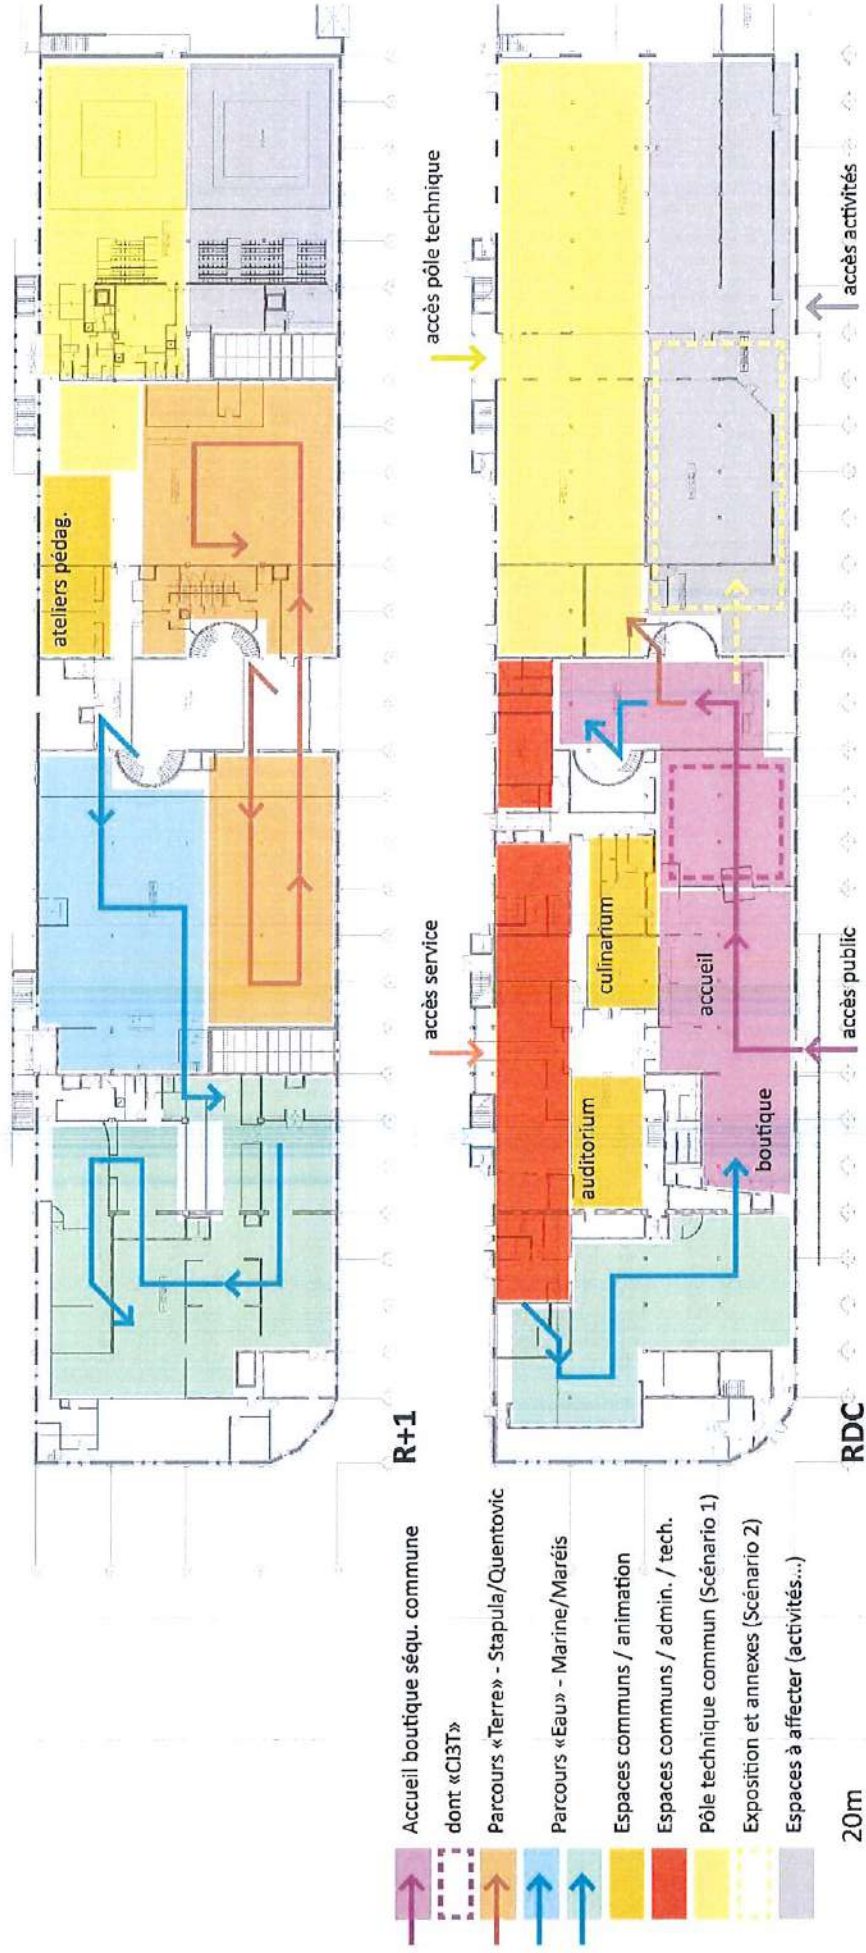 ateliers pédag.
R+1
accès service
accès pôle technique
auditorium
culinarium
boutique
accueil
accès public
accès activités
RDC
Accueil boutique séqu. commune
dont «CI3T»
Parcours «Terre» - Stapula/Quentovic
Parcours «Eau» - Marine/Maréis
Espaces communs / animation
Espaces communs / admin. / tech.
Pôle technique commun (Scénario 1)
Exposition et annexes (Scénario 2)
Espaces à affecter (activités...)
20m